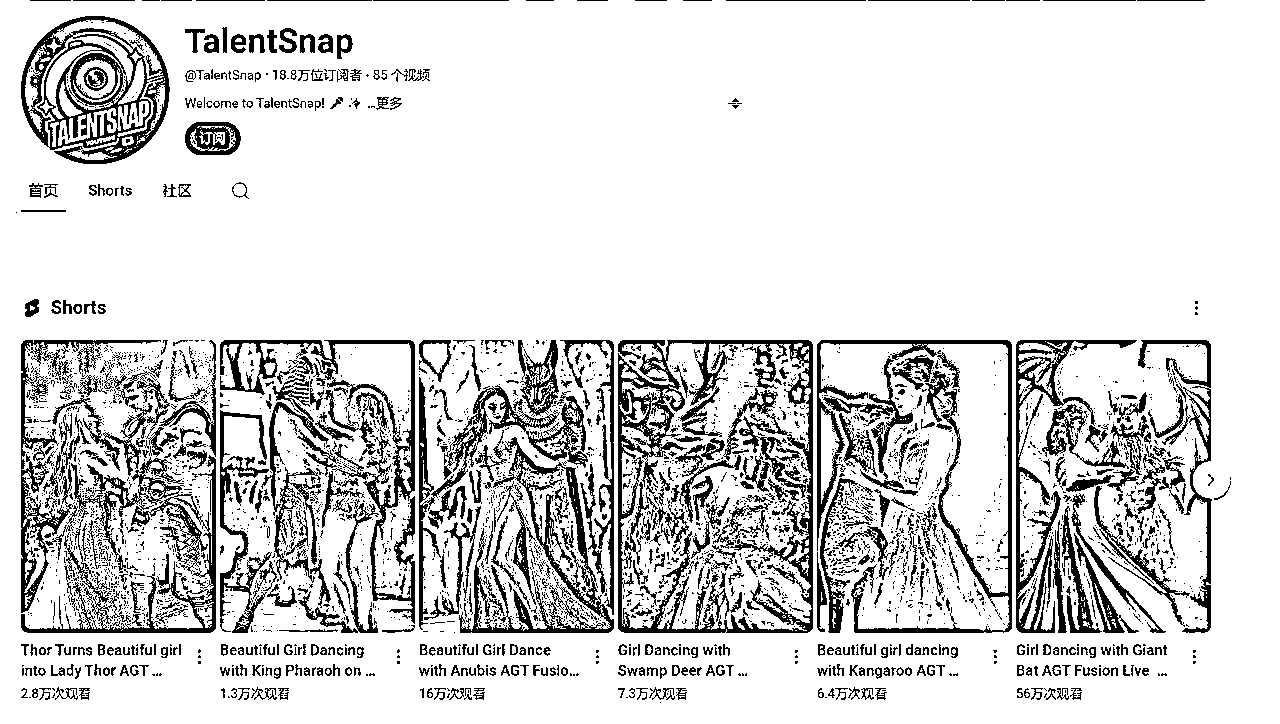 TALENTSNAP
YOUTUBE
TalentSnap
@TalentSnap · 18.8万位订阅者 · 85 个视频
Welcome to TalentSnap! 🎤 ✨ ...更多
订阅
首页 Shorts 社区
Shorts
Thor Turns Beautiful girl
into Lady Thor AGT ...
2.8万次观看
Beautiful Girl Dancing
with King Pharaoh on ...
1.3万次观看
Beautiful Girl Dance
with Anubis AGT Fusio...
16万次观看
Girl Dancing with
Swamp Deer AGT ...
7.3万次观看
Beautiful girl dancing
with Kangaroo AGT ...
6.4万次观看
Girl Dancing with Giant
Bat AGT Fusion Live ...
56万次观看